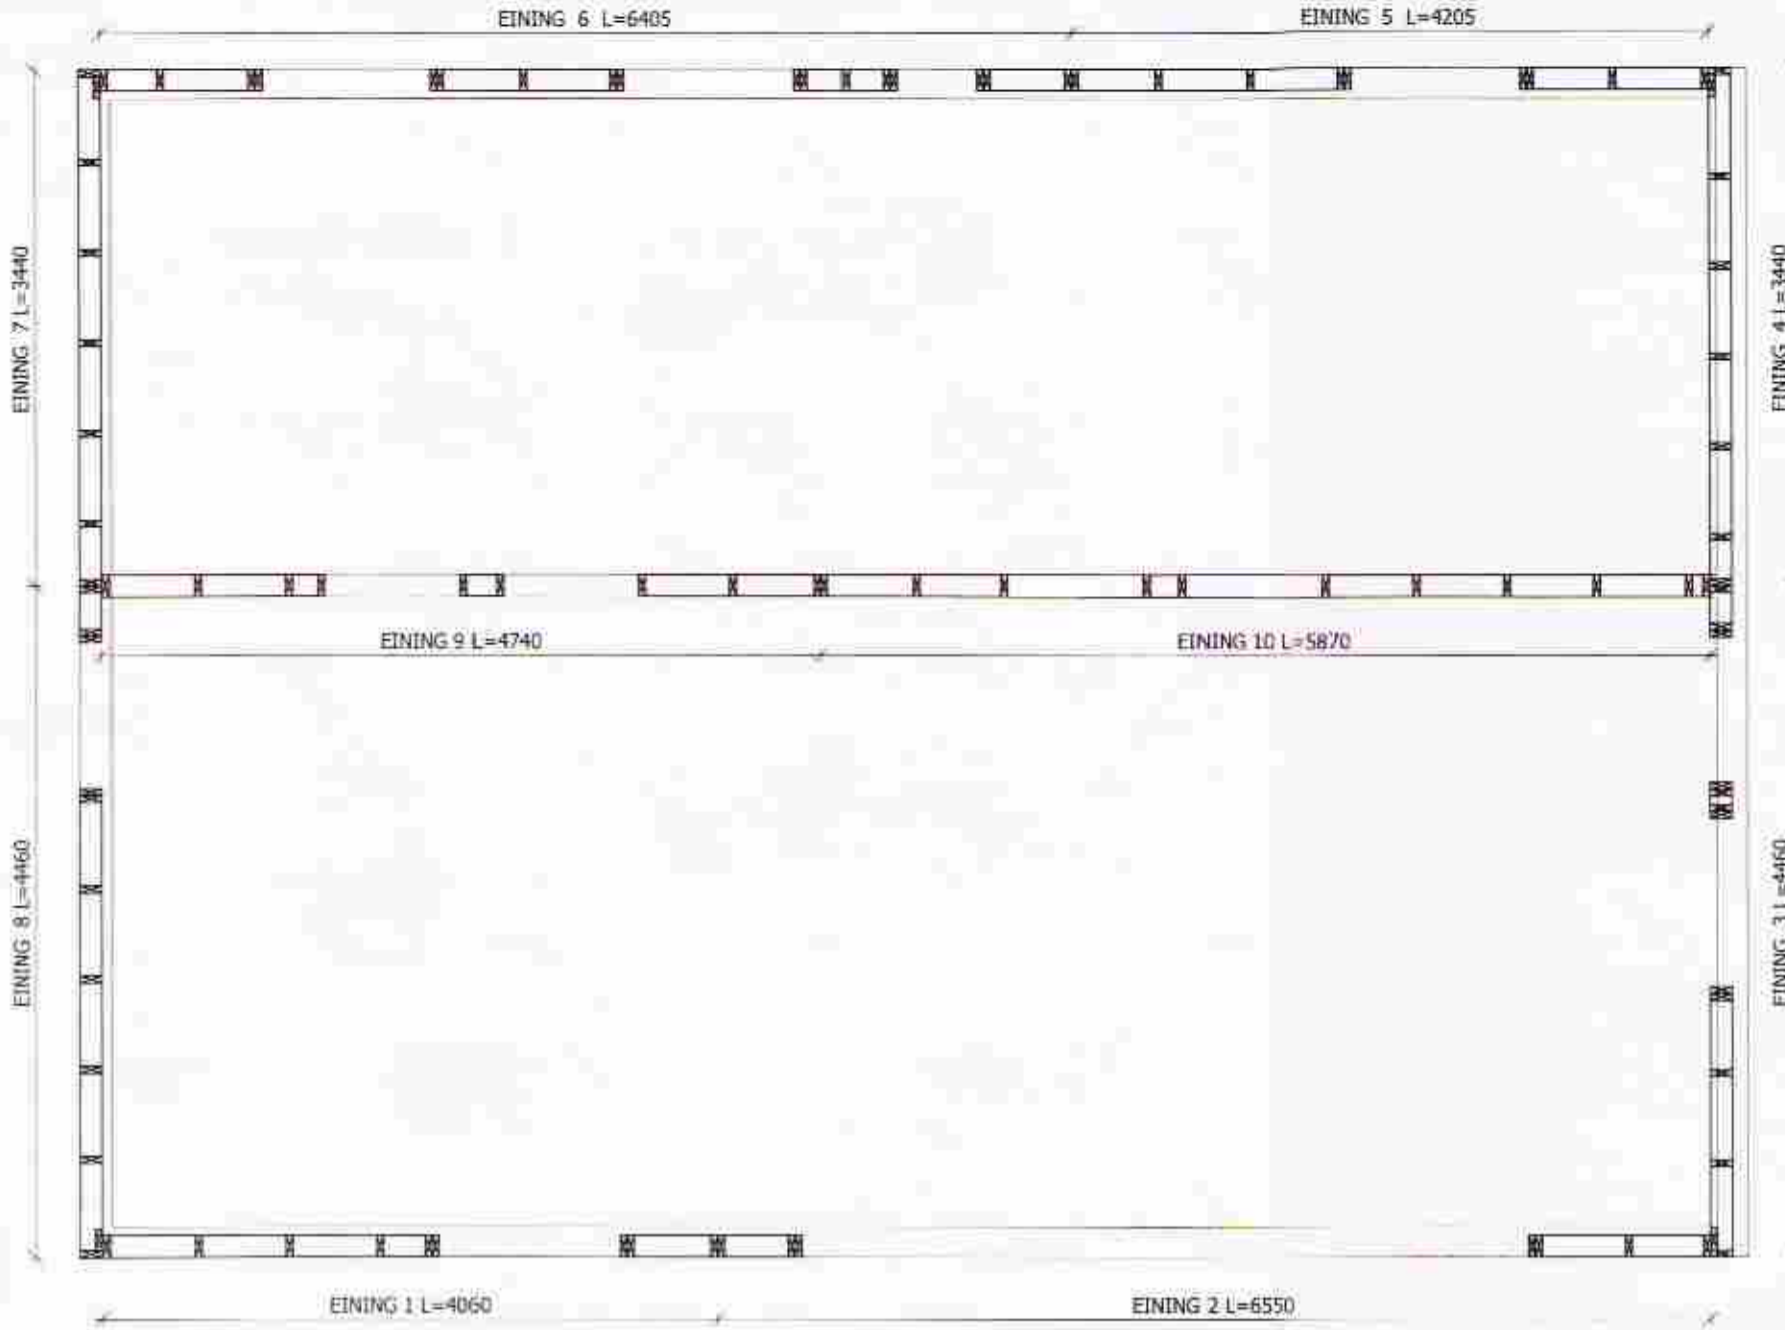 EINING 6 L=6405
EINING 5 L=4205
EINING 7 L=3440
EINING 4 L=3440
EINING 9 L=4740
EINING 10 L=5870
EINING 8 L=4460
EINING 3 L=4460
EINING 1 L=4060
EINING 2 L=6550